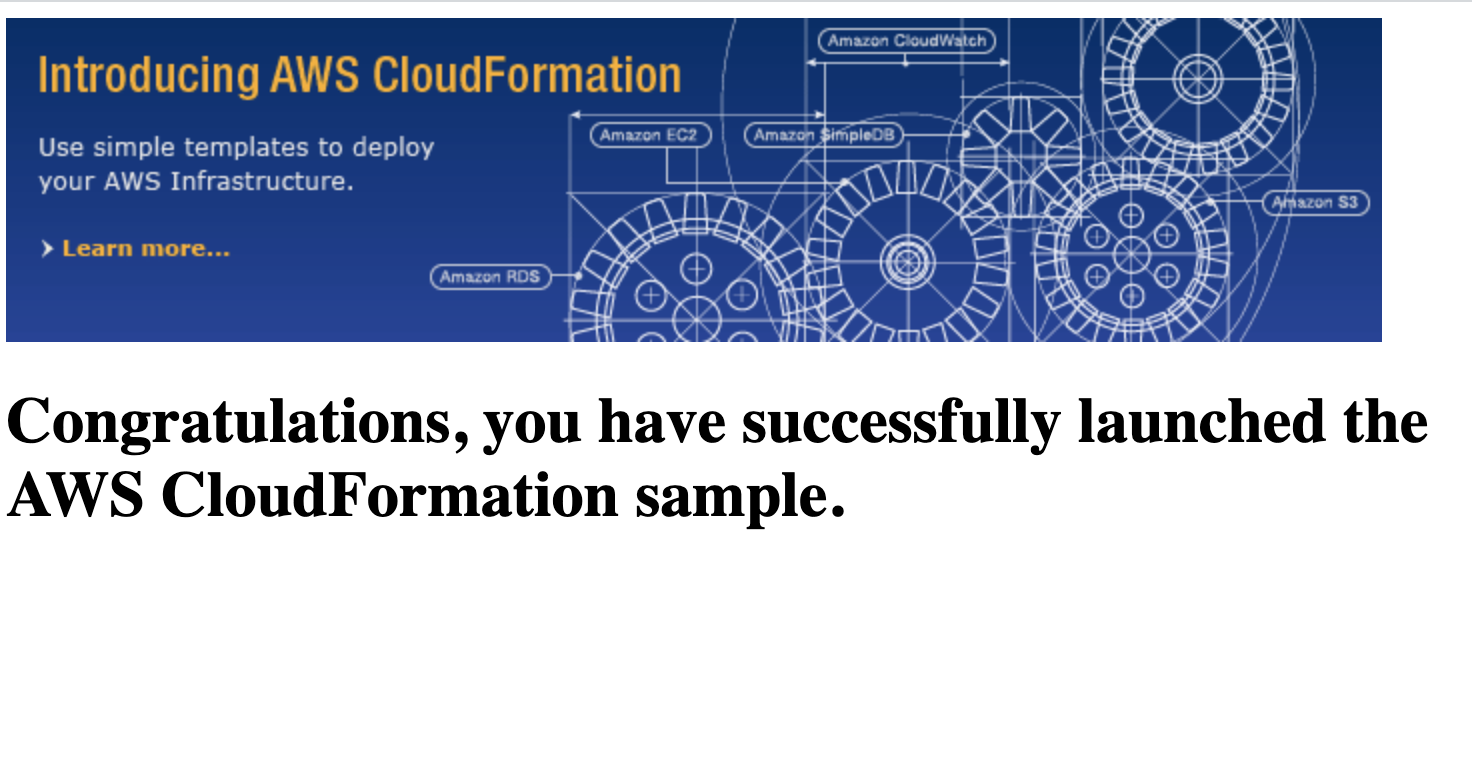 Introducing AWS CloudFormation
Use simple templates to deploy
your AWS Infrastructure.
Learn more...
Amazon CloudWatch
Amazon EC2
Amazon SimpleDB
Amazon S3
Amazon RDS
Congratulations, you have successfully launched the
AWS CloudFormation sample.